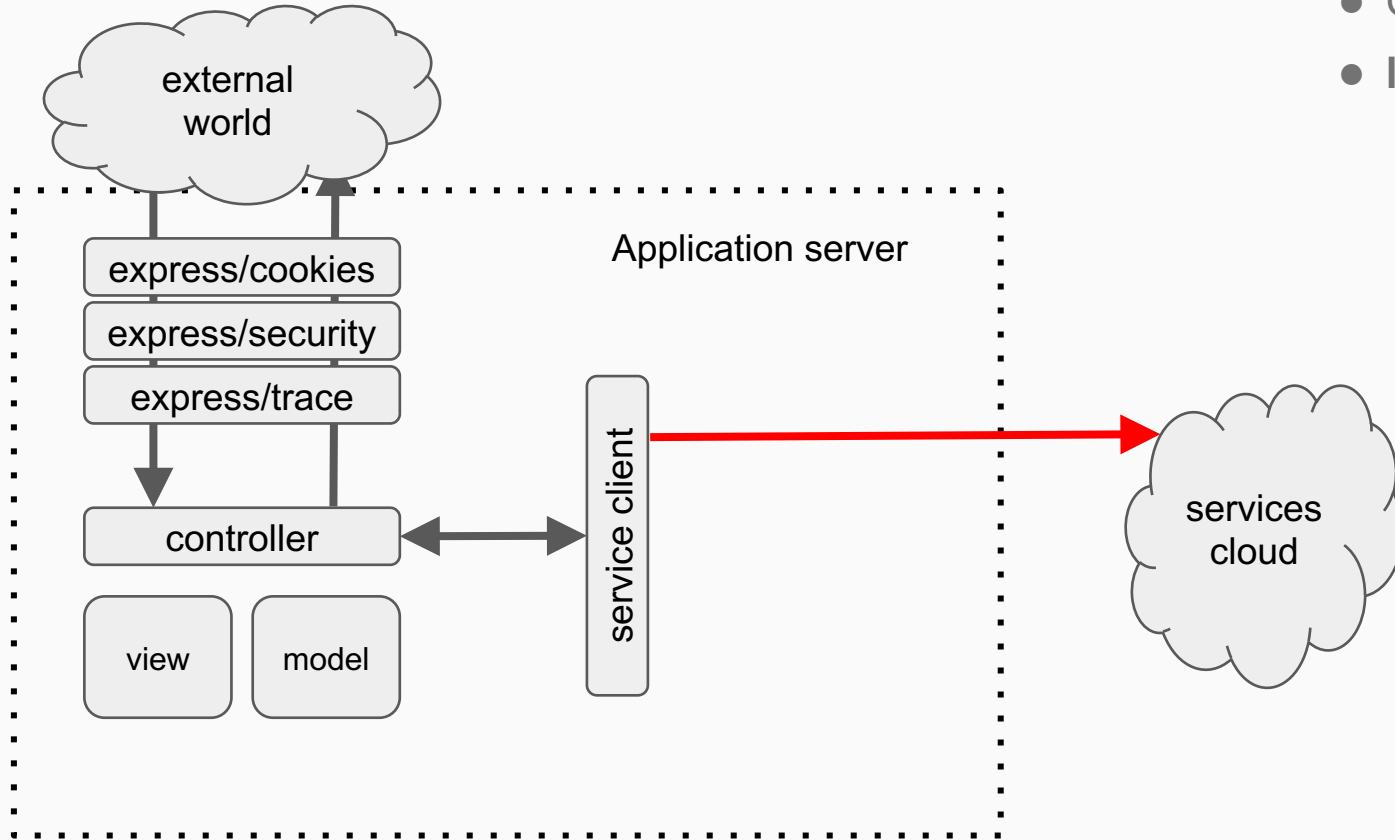 external
world
Application server
express/cookies
express/security
express/trace
controller
service client
services
cloud
view
model